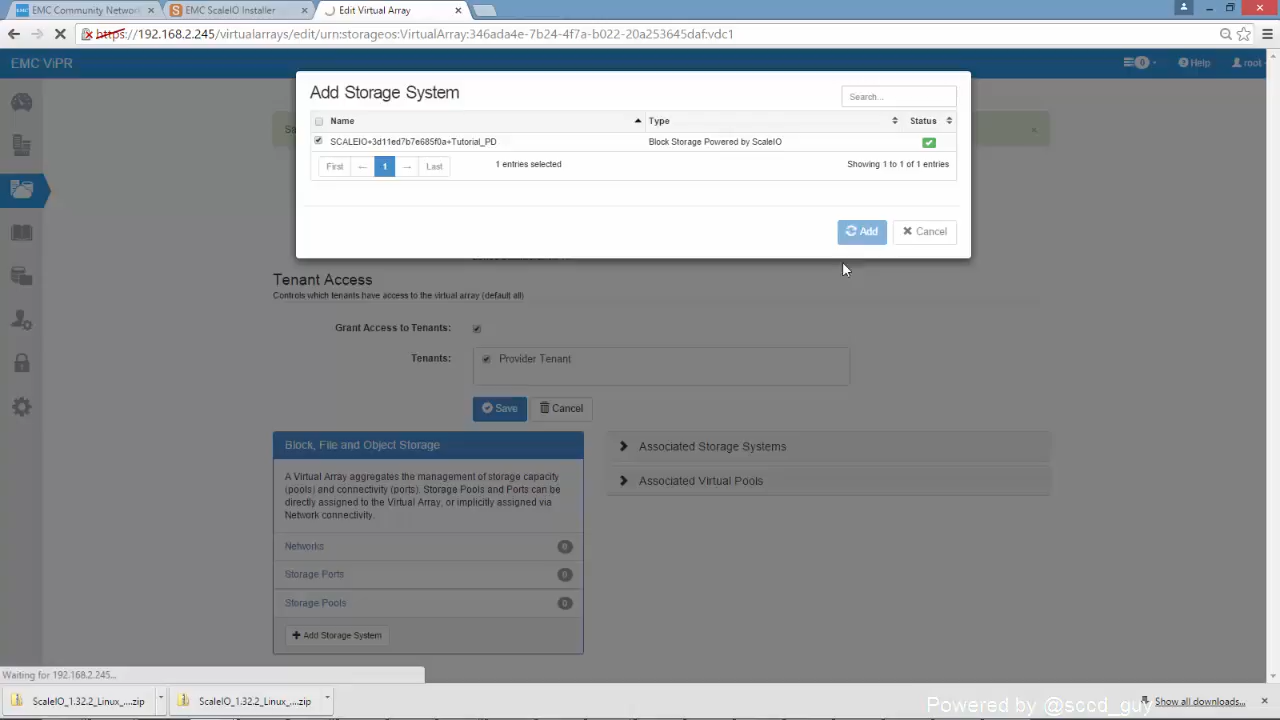 EMC Community Network
EMC ScaleIO Installer
Edit Virtual Array
https://192.168.2.245/virtualarrays/edit/urn:storageos:VirtualArray:346ada4e-7b24-4f7a-b022-20a253645daf:vdc1
EMC ViPR
0
Help
root
Add Storage System
Search...
Name
Type
Status
SCALEIO+3d11ed7b7e685f0a+Tutorial_PD
Block Storage Powered by ScaleIO
First ← 1 → Last
1 entries selected
Showing 1 to 1 of 1 entries
Add
Cancel
Tenant Access
Controls which tenants have access to the virtual array (default all)
Grant Access to Tenants:
Tenants:
Provider Tenant
Save
Cancel
Block, File and Object Storage
A Virtual Array aggregates the management of storage capacity
(pools) and connectivity (ports). Storage Pools and Ports can be
directly assigned to the Virtual Array, or implicitly assigned via
Network connectivity.
Networks 0
Storage Ports 0
Storage Pools 0
Add Storage System
Associated Storage Systems
Associated Virtual Pools
Waiting for 192.168.2.245...
ScaleIO_1.32.2_Linux_....zip
ScaleIO_1.32.2_Linux_....zip
Show all downloads...
Powered by @sccd_guy